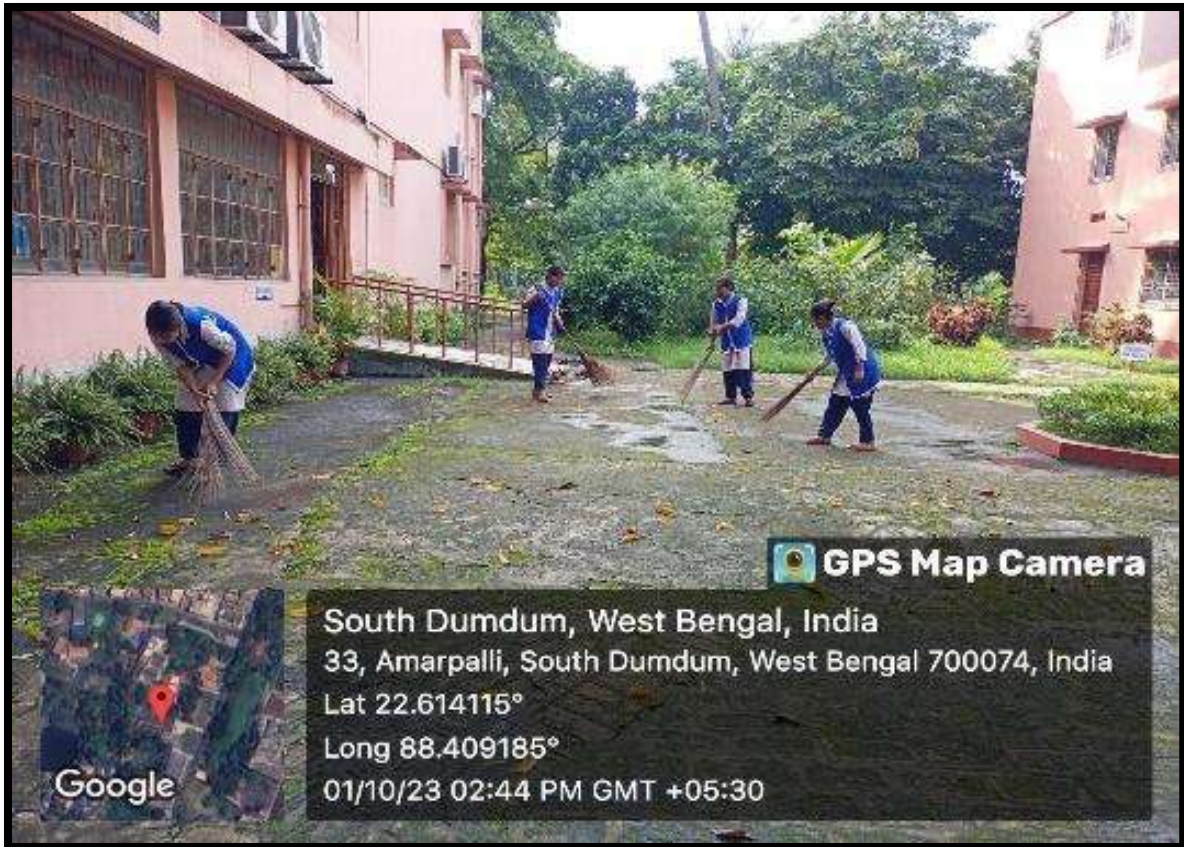 GPS Map Camera
South Dumdum, West Bengal, India
33, Amarpalli, South Dumdum, West Bengal 700074, India
Lat 22.614115°
Long 88.409185°
01/10/23 02:44 PM GMT +05:30
Google